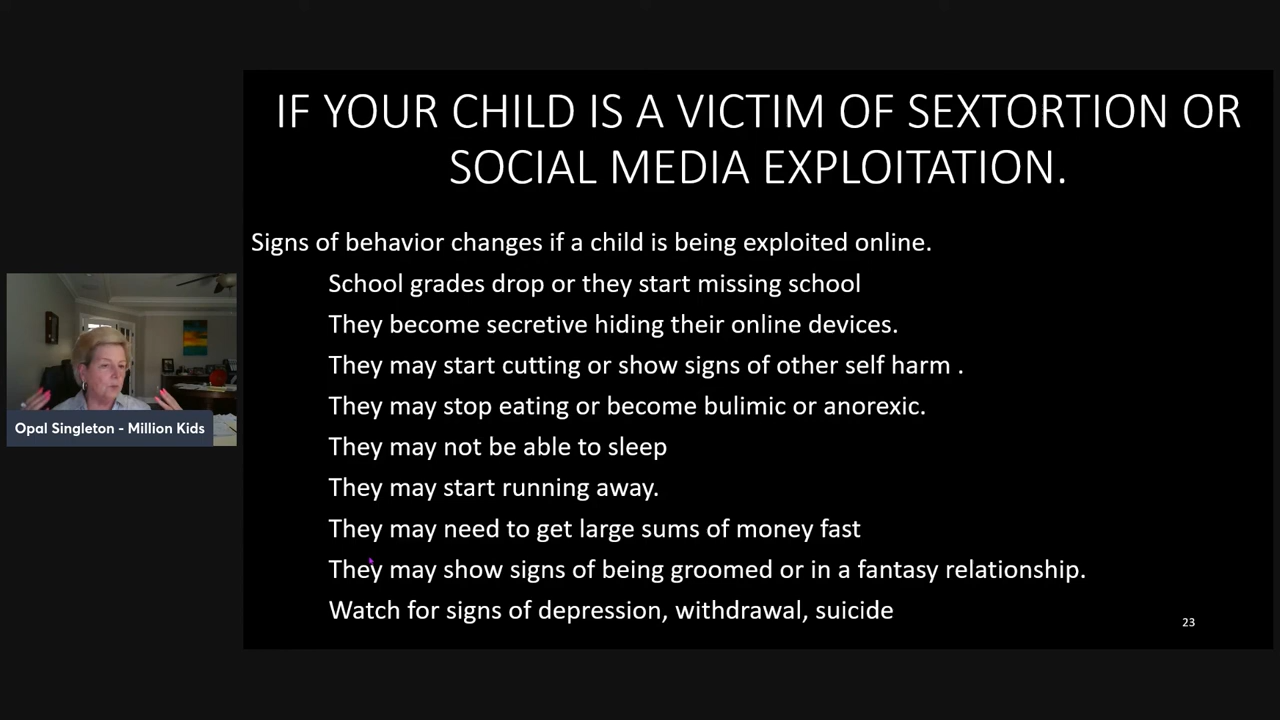 IF YOUR CHILD IS A VICTIM OF SEXTORTION OR
SOCIAL MEDIA EXPLOITATION.
Signs of behavior changes if a child is being exploited online.
School grades drop or they start missing school
They become secretive hiding their online devices.
They may start cutting or show signs of other self harm .
They may stop eating or become bulimic or anorexic.
They may not be able to sleep
They may start running away.
They may need to get large sums of money fast
They may show signs of being groomed or in a fantasy relationship.
Watch for signs of depression, withdrawal, suicide
23
Opal Singleton - Million Kids